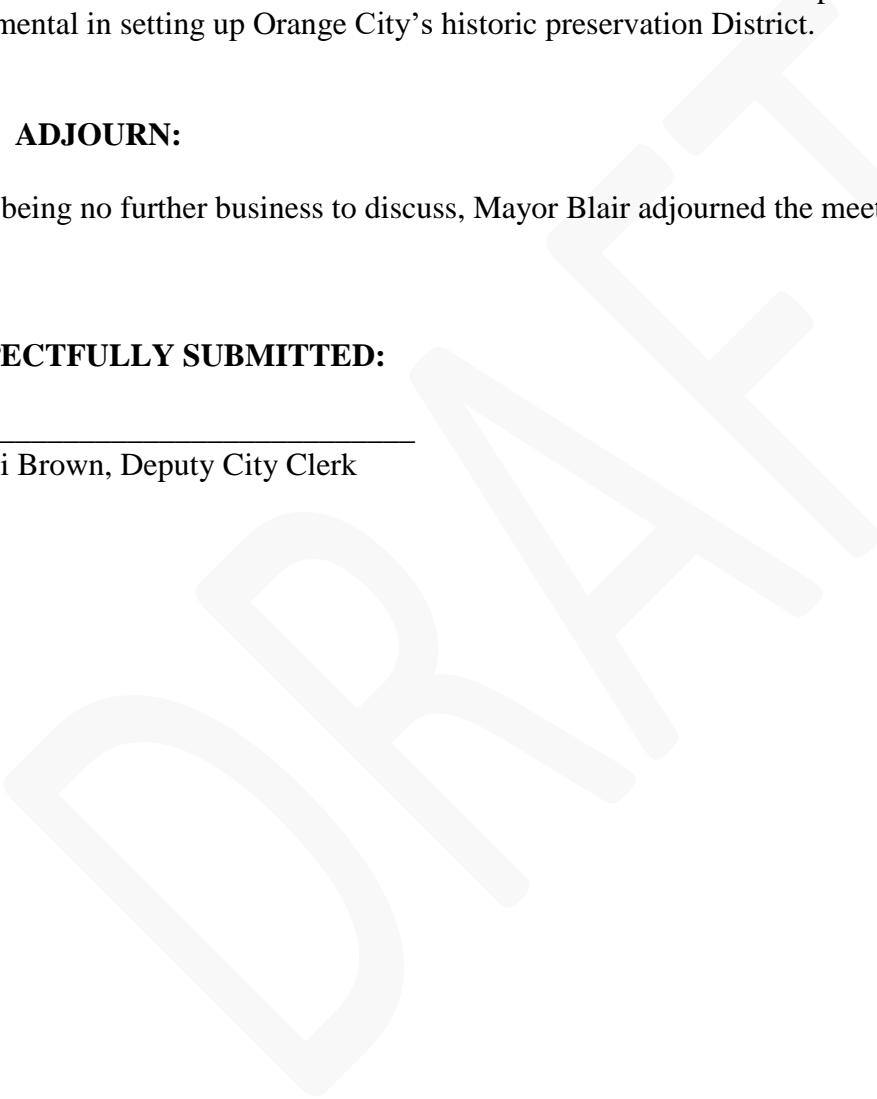 mental in setting up Orange City’s historic preservation District.
ADJOURN:
being no further business to discuss, Mayor Blair adjourned the meet
ECTFULLY SUBMITTED:
i Brown, Deputy City Clerk
DRAFT